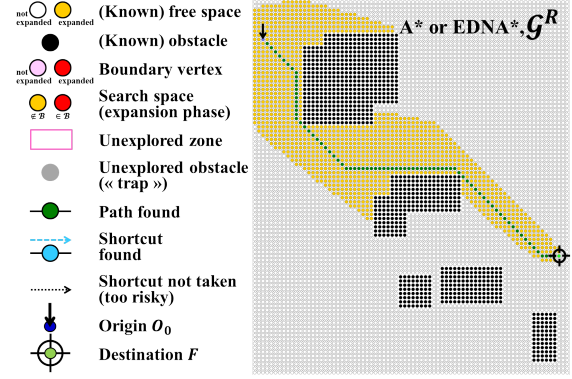 not expanded expanded (Known) free space
(Known) obstacle
not expanded expanded Boundary vertex
Search space
∉ ℬ ∈ ℬ (expansion phase)
Unexplored zone
Unexplored obstacle
(« trap »)
Path found
Shortcut
found
Shortcut not taken
(too risky)
Origin O₀
Destination F
A* or EDNA*, 𝒢ᴿ